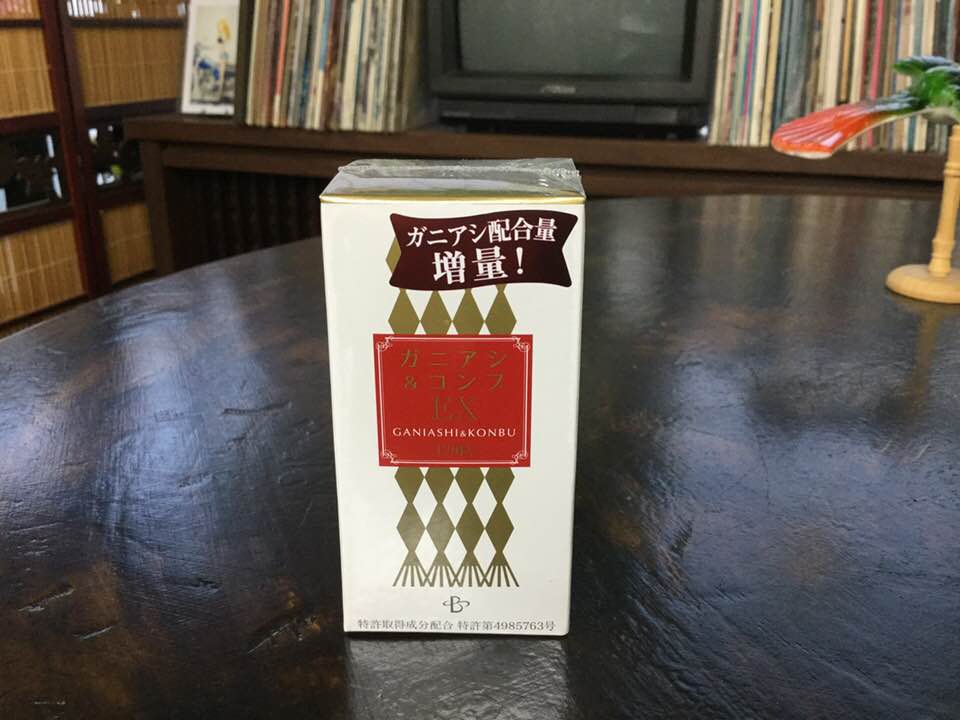 ガニアシ配合量
増量!
ガニアシ
&コンブ
EX
GANIASHI&KONBU
特許取得成分配合 特許第4985763号